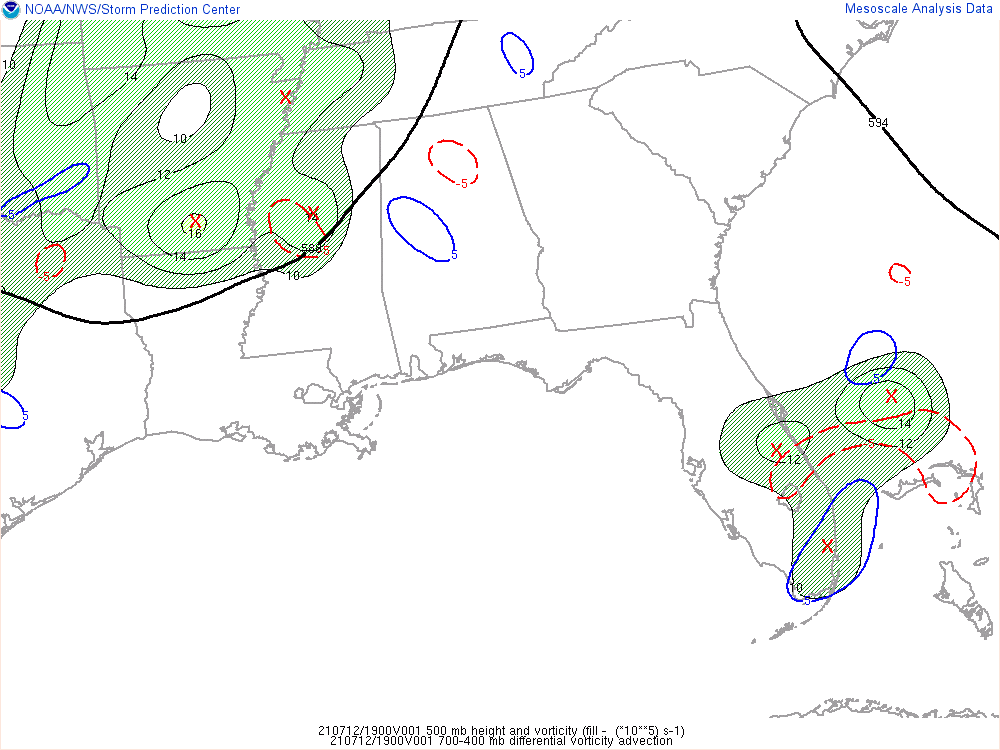 NOAA/NWS/Storm Prediction Center
Mesoscale Analysis Data
10
14
594
10
12
5
-5
-5
X
X
14
16
5
14
-5
10
5
-5
5
X
14
12
-5
12
X
5
X
10
5
210712/1900V001 500 mb height and vorticity (fill - (*10**5) s-1)
210712/1900V001 700-400 mb differential vorticity advection